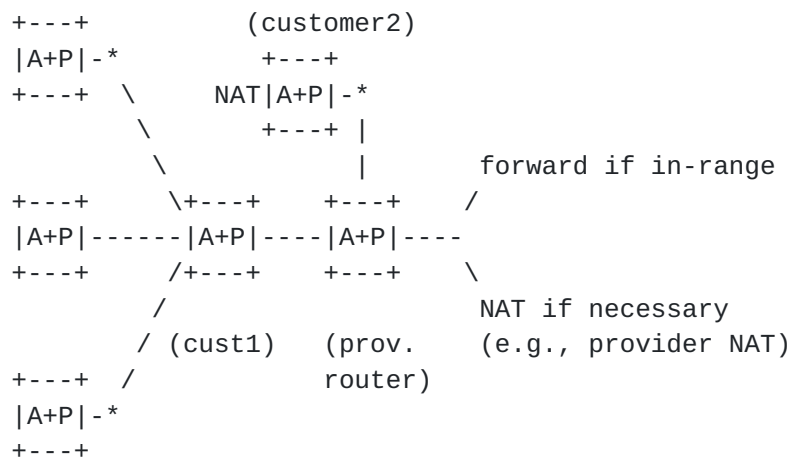 +---+          (customer2)
|A+P|-*          +---+
+---+  \      NAT|A+P|-*
        \        +---+ |
         \             |       forward if in-range
+---+     \+---+    +---+    /
|A+P|------|A+P|----|A+P|----
+---+     /+---+    +---+    \
         /                     NAT if necessary
        / (cust1)   (prov.     (e.g., provider NAT)
+---+  /            router)
|A+P|-*
+---+